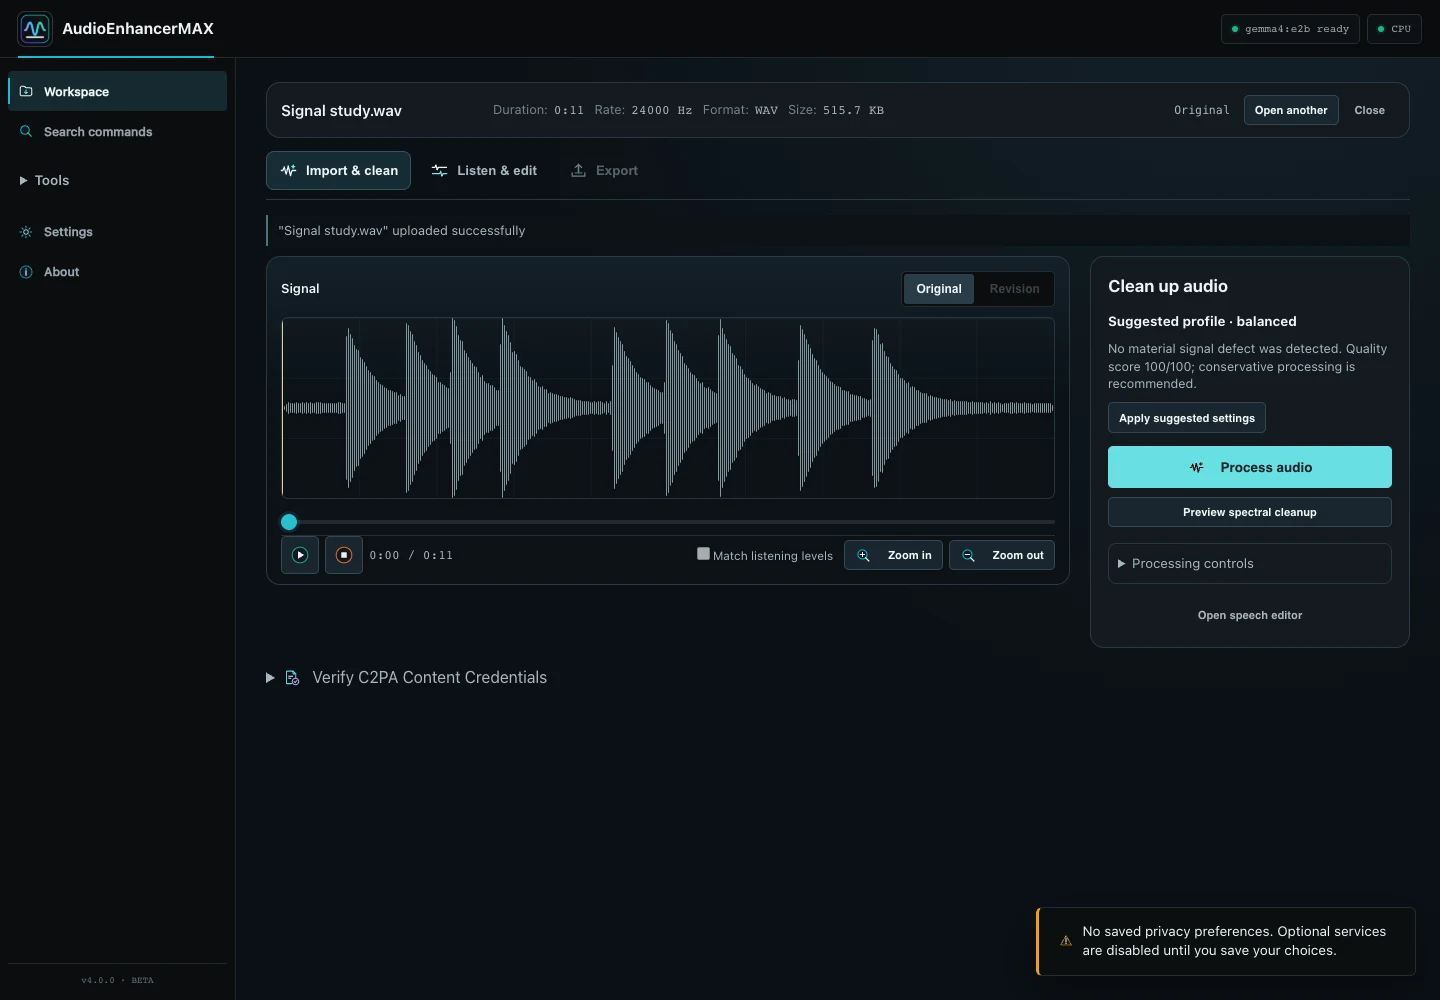 AudioEnhancerMAX
gemma4:e2b ready
CPU
Workspace
Search commands
Tools
Settings
About
v4.0.0 · BETA
Signal study.wav
Duration: 0:11 Rate: 24000 Hz Format: WAV Size: 515.7 KB
Original
Open another
Close
Import & clean
Listen & edit
Export
"Signal study.wav" uploaded successfully
Signal
Original
Revision
0:00 / 0:11
Match listening levels
Zoom in
Zoom out
Clean up audio
Suggested profile · balanced
No material signal defect was detected. Quality
score 100/100; conservative processing is
recommended.
Apply suggested settings
Process audio
Preview spectral cleanup
Processing controls
Open speech editor
Verify C2PA Content Credentials
No saved privacy preferences. Optional services
are disabled until you save your choices.